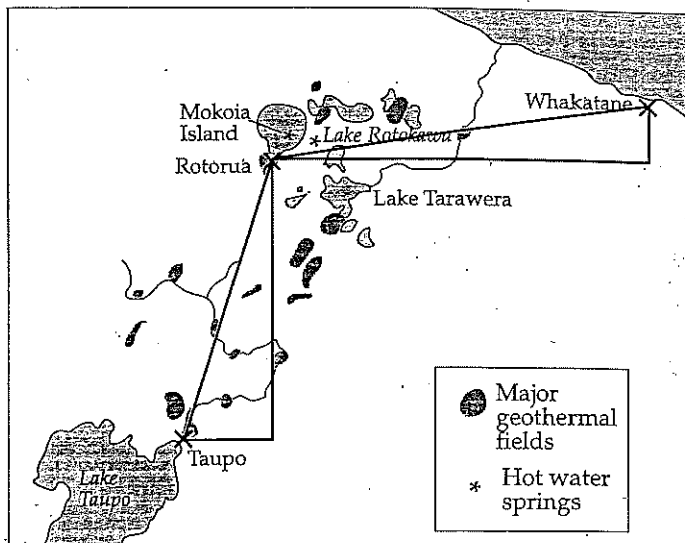 Whakatane
Mokoia
Island
Lake Rotokawa
Rotorua
Lake Tarawera
Taupo
Lake
Taupo
Major
geothermal
fields
* Hot water
springs